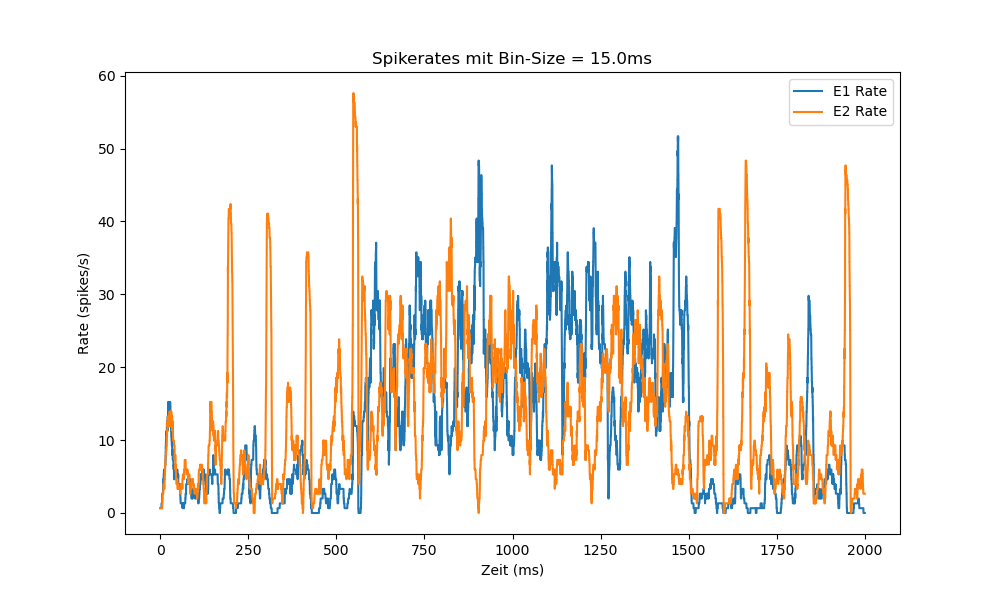 Spikerates mit Bin-Size = 15.0ms
E1 Rate
E2 Rate
60
50
40
30
20
10
0
Rate (spikes/s)
0 250 500 750 1000 1250 1500 1750 2000
Zeit (ms)